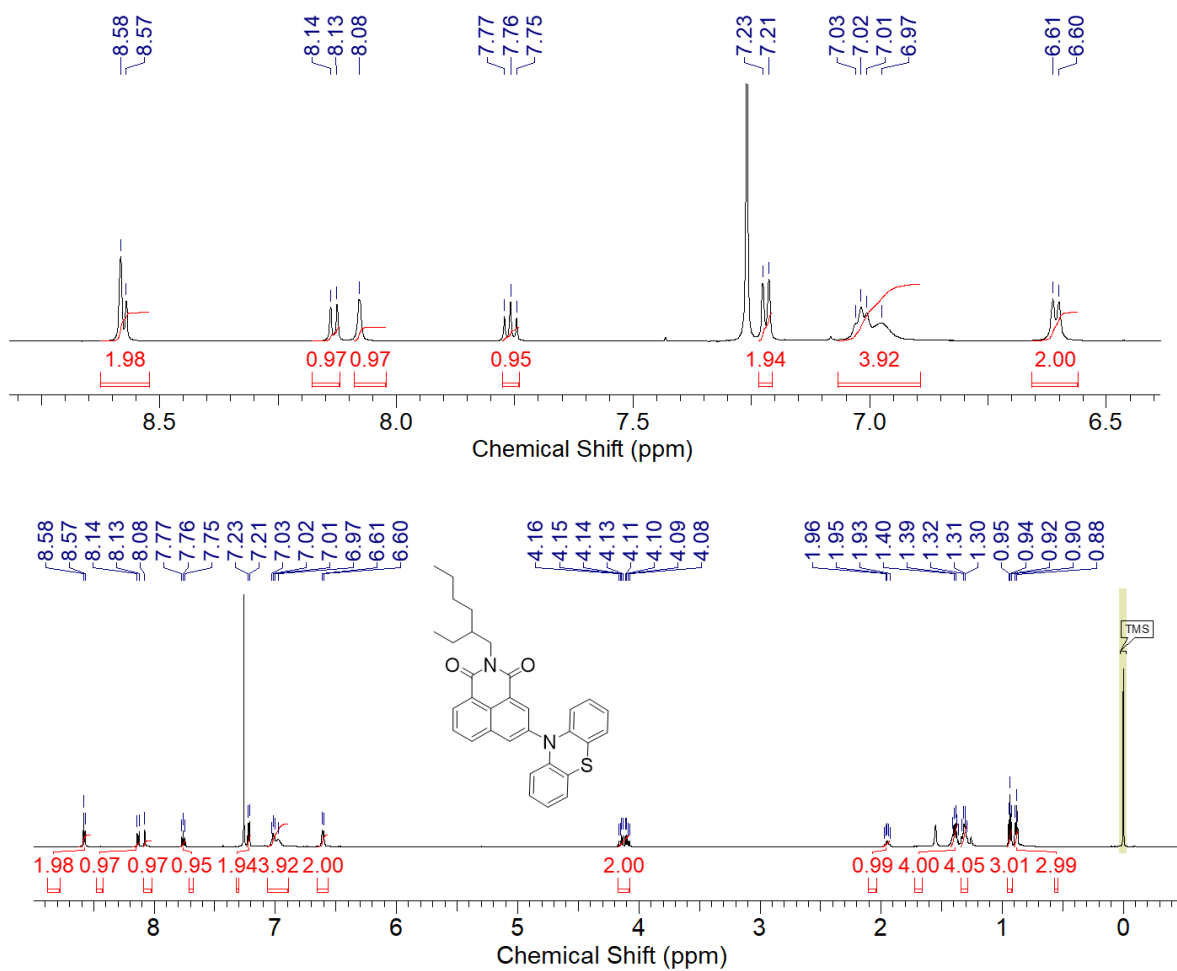 8.58 8.57 8.14 8.13 8.08 7.77 7.76 7.75 7.23 7.21 7.03 7.02 7.01 6.97 6.61 6.60
1.98 0.97 0.97 0.95 1.94 3.92 2.00
8.5 8.0 7.5 7.0 6.5
Chemical Shift (ppm)
8.58 8.57 8.14 8.13 8.08 7.77 7.76 7.75 7.23 7.21 7.03 7.02 7.01 6.97 6.61 6.60 4.16 4.15 4.14 4.13 4.11 4.10 4.09 4.08 1.96 1.95 1.93 1.40 1.39 1.32 1.31 1.30 0.95 0.94 0.92 0.90 0.88
TMS
O N O
N
S
1.98 0.97 0.97 0.95 1.94 3.92 2.00 2.00 0.99 4.00 4.05 3.01 2.99
8 7 6 5 4 3 2 1 0
Chemical Shift (ppm)